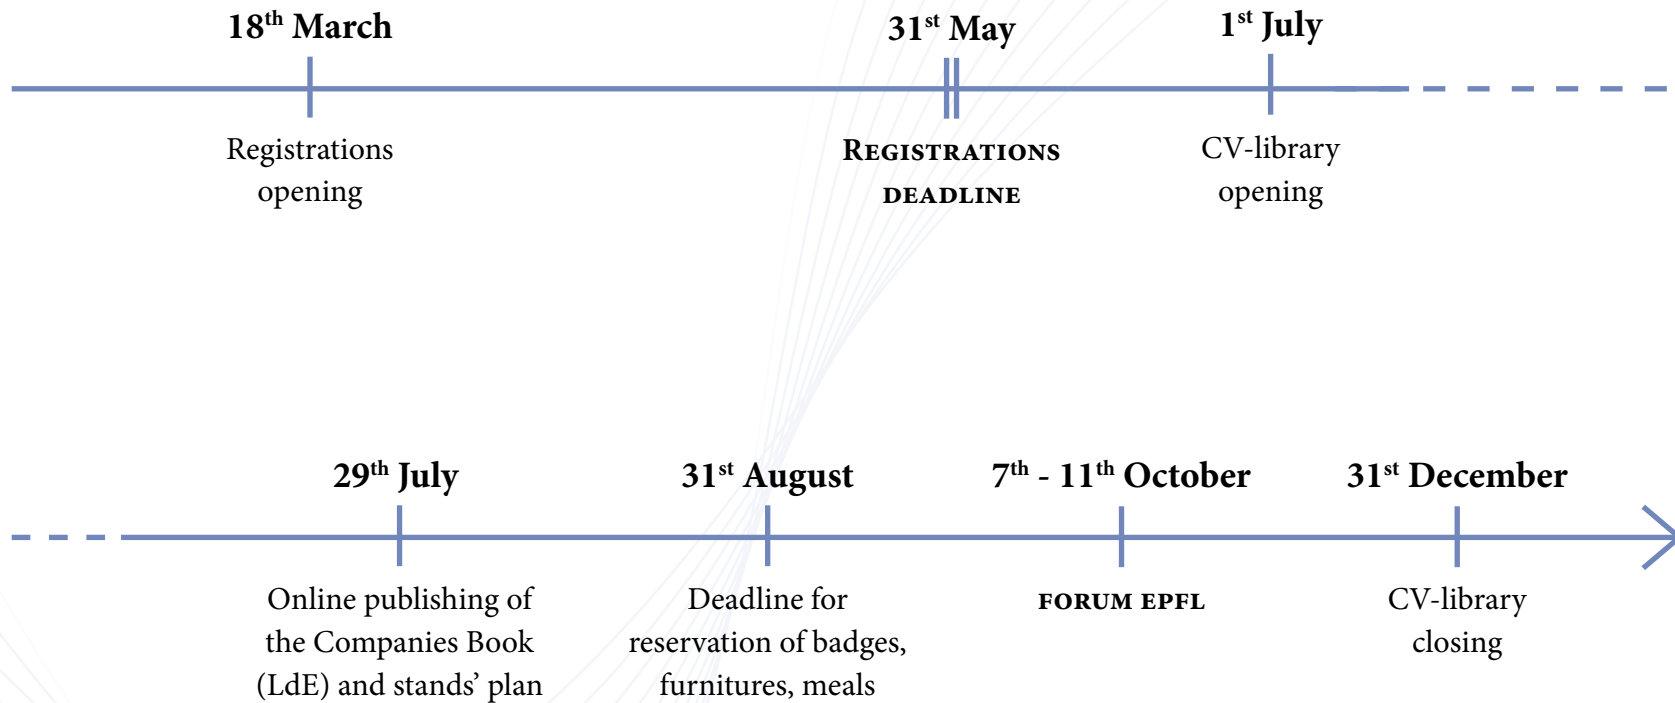 18th March
31st May
1st July
Registrations
opening
REGISTRATIONS
DEADLINE
CV-library
opening
29th July
31st August
7th - 11th October
31st December
Online publishing of
the Companies Book
(LdE) and stands’ plan
Deadline for
reservation of badges,
furnitures, meals
FORUM EPFL
CV-library
closing